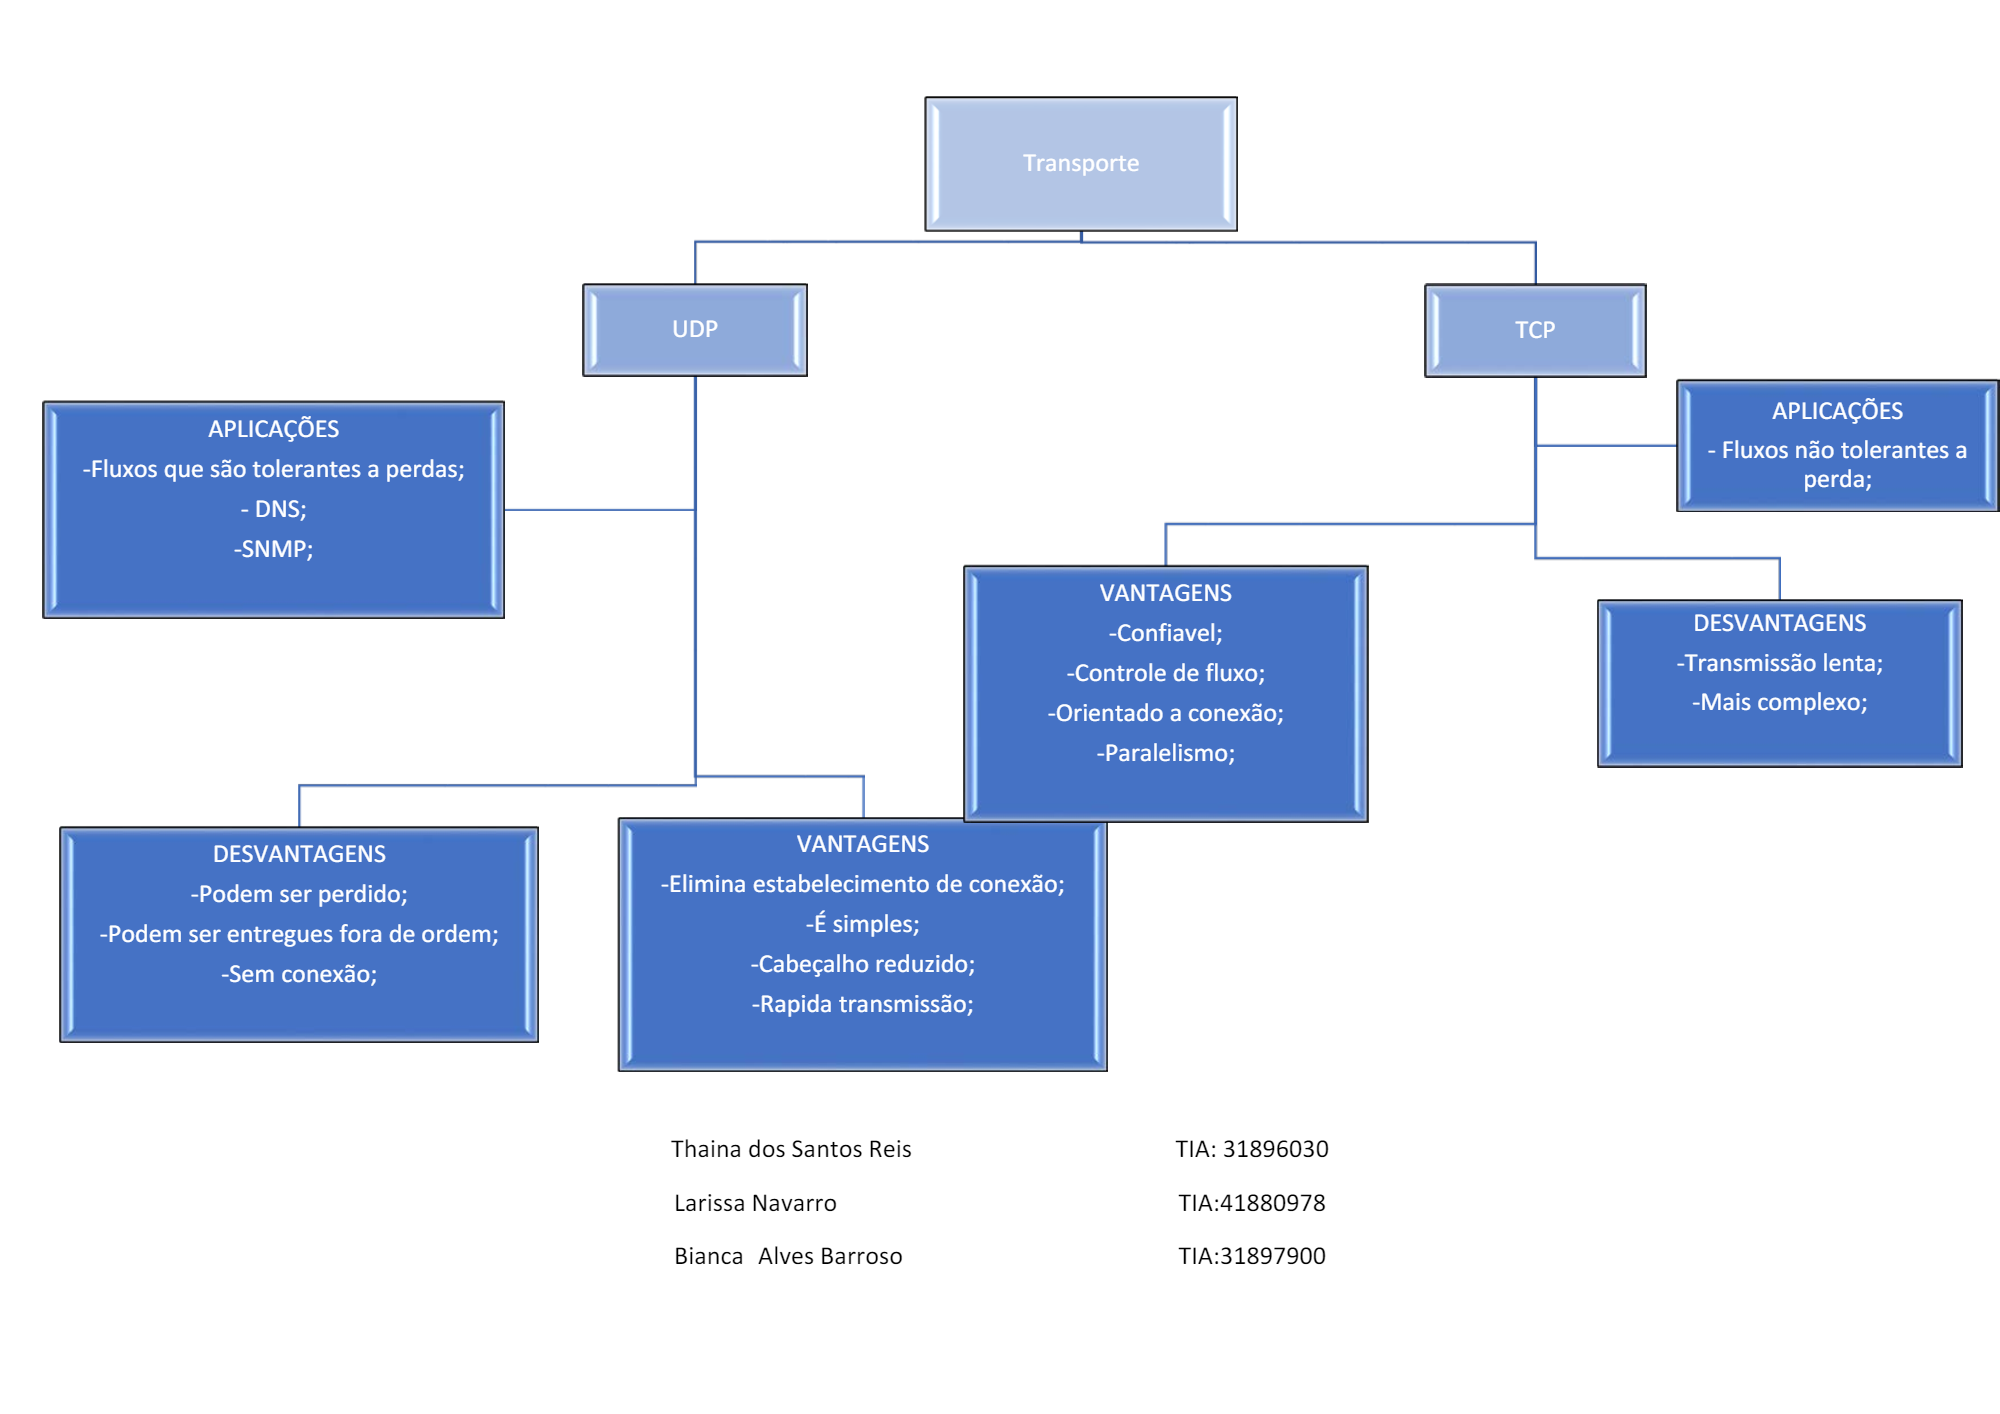 Transporte
UDP
TCP
APLICAÇÕES
-Fluxos que são tolerantes a perdas;
- DNS;
-SNMP;
APLICAÇÕES
- Fluxos não tolerantes a
perda;
VANTAGENS
-Confiavel;
-Controle de fluxo;
-Orientado a conexão;
-Paralelismo;
DESVANTAGENS
-Transmissão lenta;
-Mais complexo;
DESVANTAGENS
-Podem ser perdido;
-Podem ser entregues fora de ordem;
-Sem conexão;
VANTAGENS
-Elimina estabelecimento de conexão;
-É simples;
-Cabeçalho reduzido;
-Rapida transmissão;
Thaina dos Santos Reis TIA: 31896030
Larissa Navarro TIA:41880978
Bianca Alves Barroso TIA:31897900